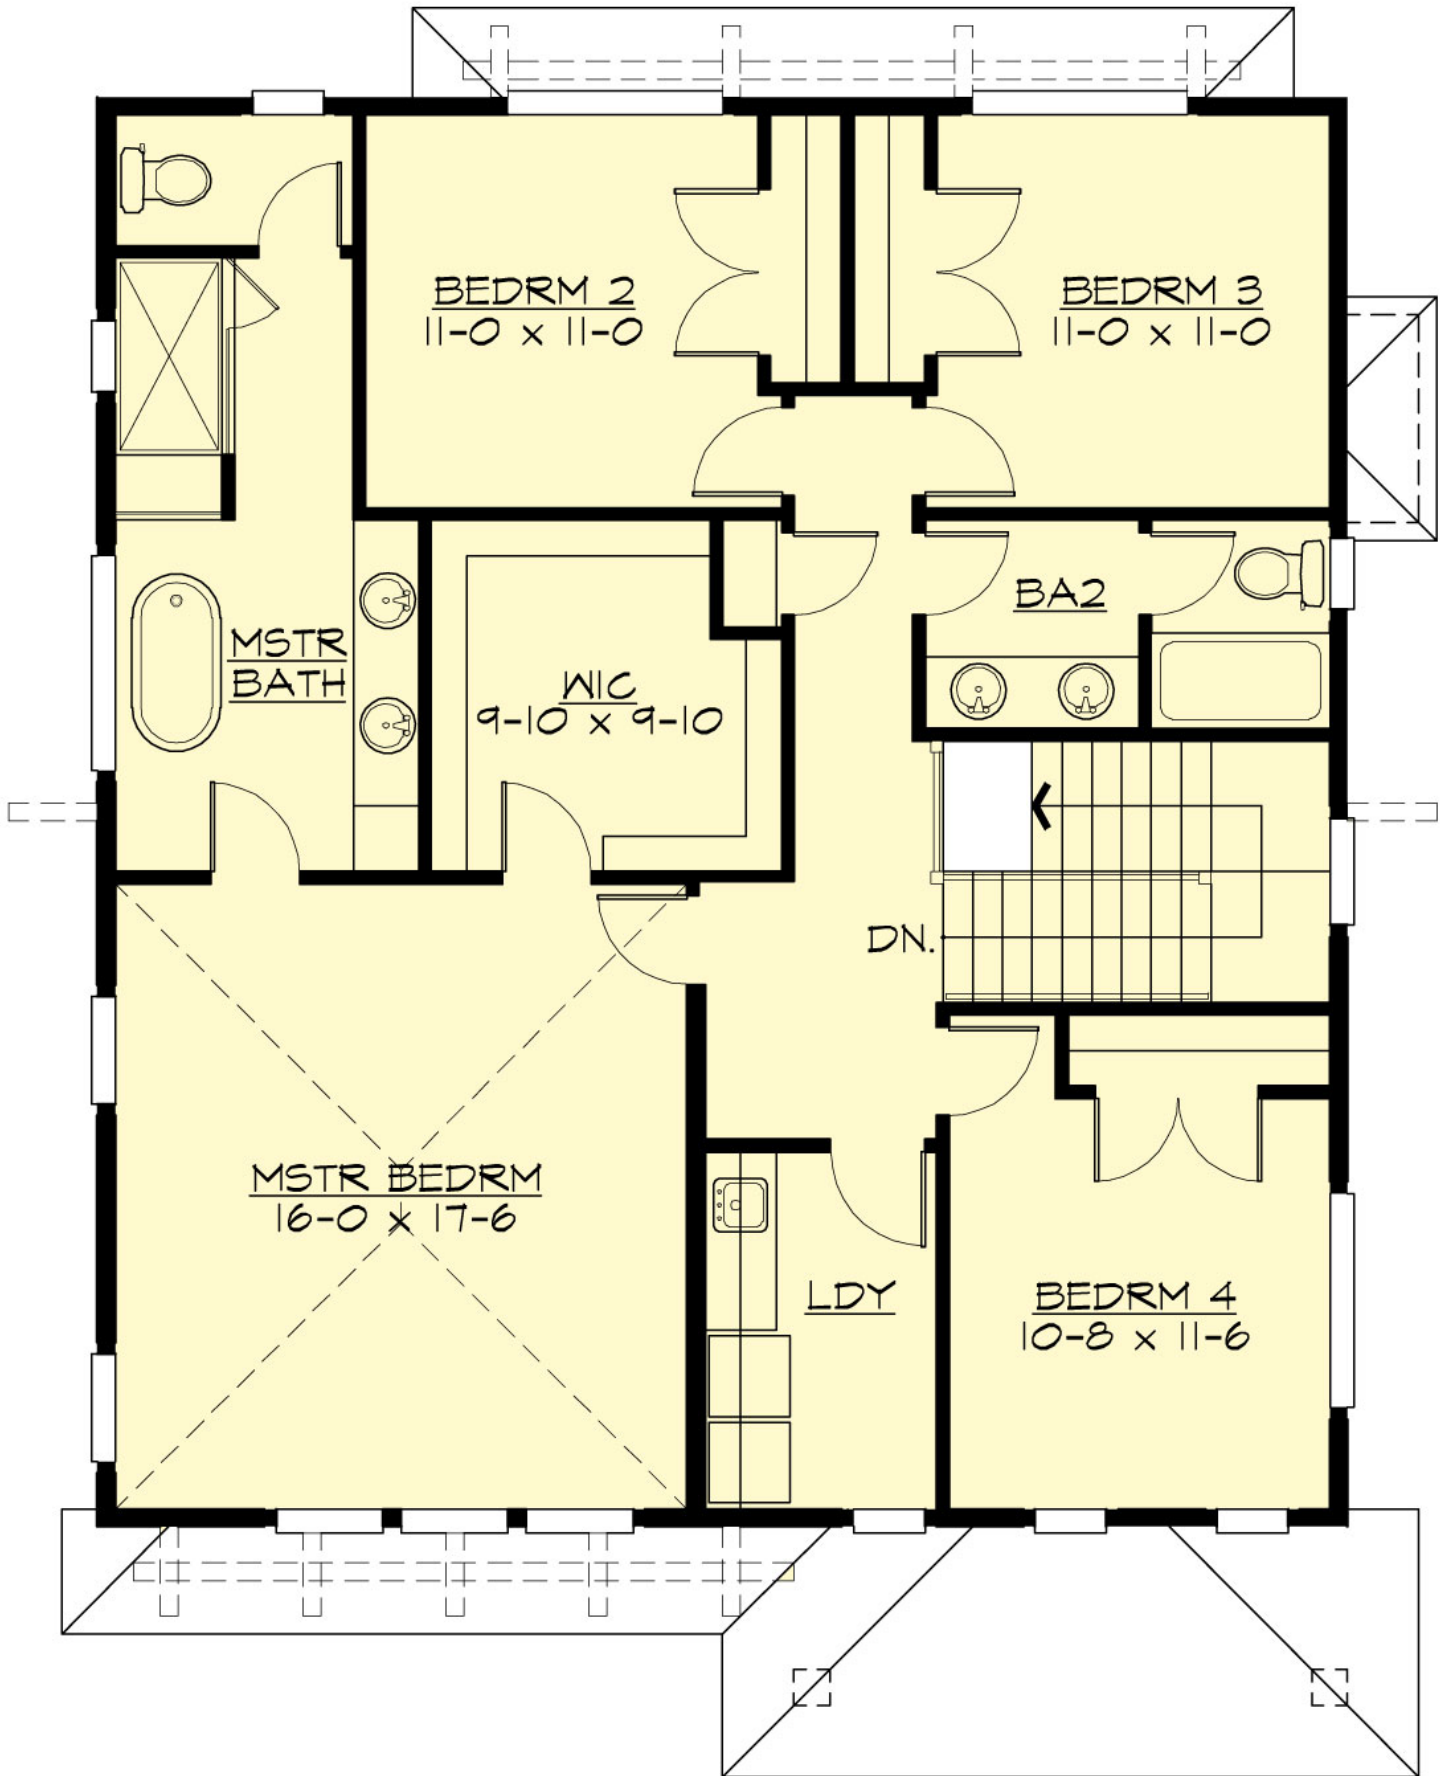 BEDRM 2
11-0 x 11-0
BEDRM 3
11-0 x 11-0
MSTR
BATH
WIC
9-10 x 9-10
BA2
DN.
MSTR BEDRM
16-0 x 17-6
LDY
BEDRM 4
10-8 x 11-6